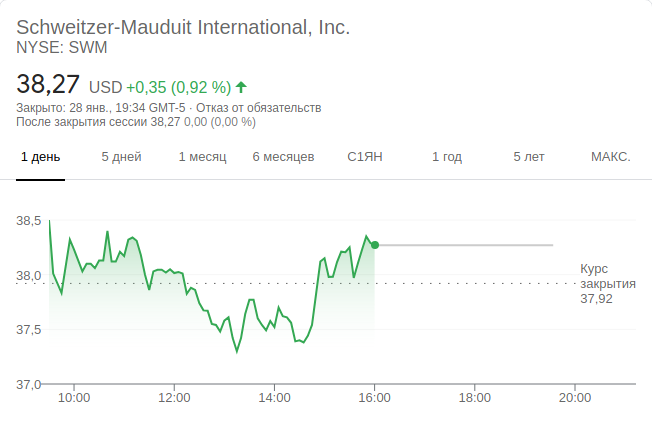 Schweitzer-Mauduit International, Inc.
NYSE: SWM
38,27 USD +0,35 (0,92 %)
Закрыто: 28 янв., 19:34 GMT-5 · Отказ от обязательств
После закрытия сессии 38,27 0,00 (0,00 %)
1 день 5 дней 1 месяц 6 месяцев С1ЯН 1 год 5 лет МАКС.
38,5
38,0
37,5
37,0
Курс
закрытия
37,92
10:00 12:00 14:00 16:00 18:00 20:00